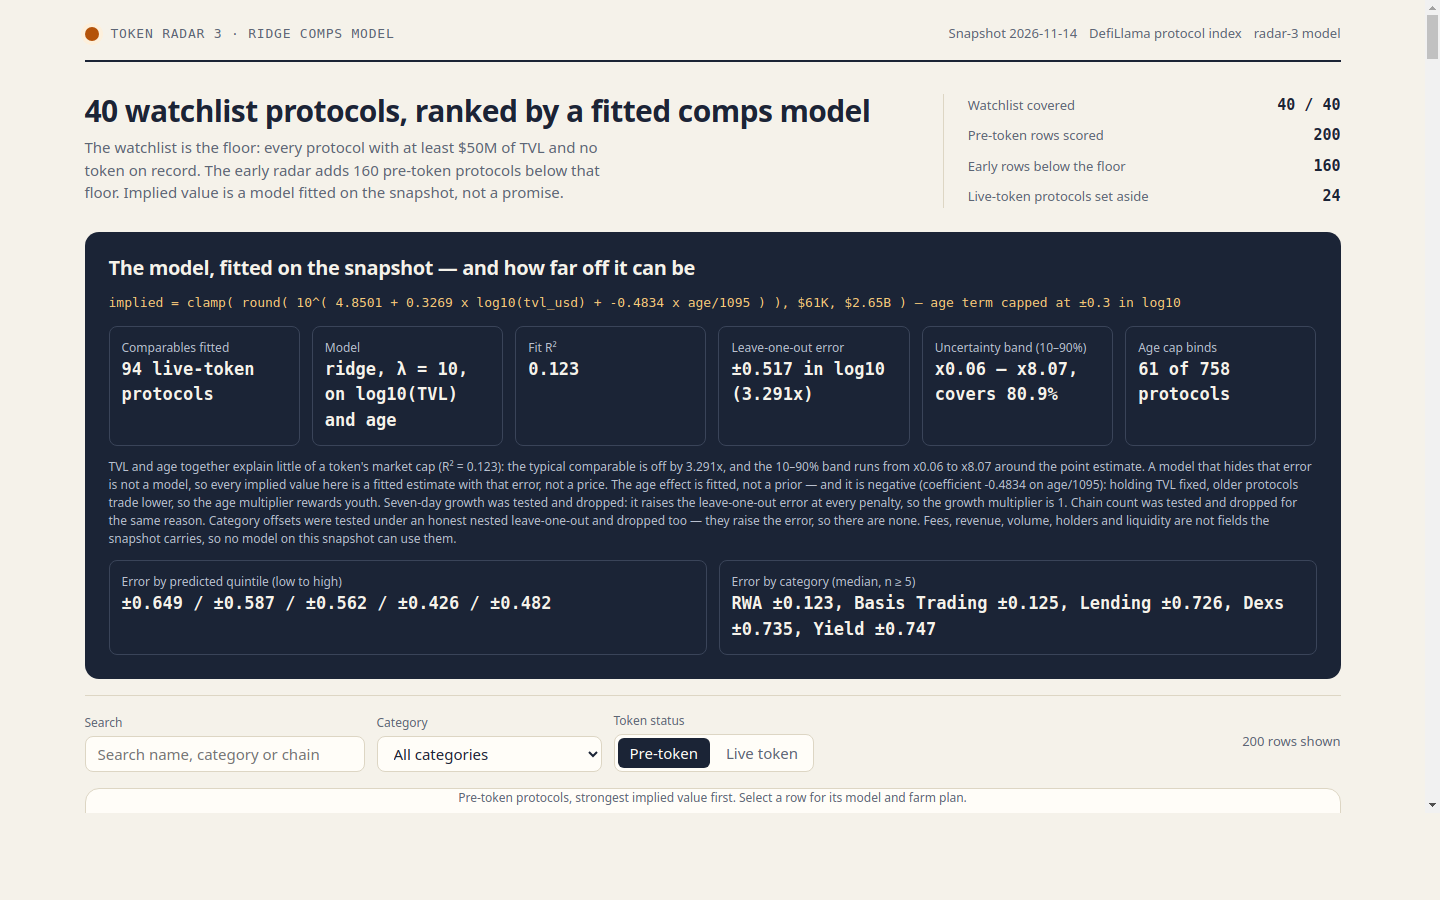 TOKEN RADAR 3 · RIDGE COMPS MODEL
Snapshot 2026-11-14 DefiLlama protocol index radar-3 model
40 watchlist protocols, ranked by a fitted comps model
The watchlist is the floor: every protocol with at least $50M of TVL and no
token on record. The early radar adds 160 pre-token protocols below that
floor. Implied value is a model fitted on the snapshot, not a promise.
Watchlist covered 40 / 40
Pre-token rows scored 200
Early rows below the floor 160
Live-token protocols set aside 24
The model, fitted on the snapshot — and how far off it can be
implied = clamp( round( 10^( 4.8501 + 0.3269 x log10(tvl_usd) + -0.4834 x age/1095 ) ), $61K, $2.65B ) — age term capped at ±0.3 in log10
Comparables fitted
94 live-token
protocols
Model
ridge, λ = 10,
on log10(TVL)
and age
Fit R²
0.123
Leave-one-out error
±0.517 in log10
(3.291x)
Uncertainty band (10–90%)
x0.06 — x8.07,
covers 80.9%
Age cap binds
61 of 758
protocols
TVL and age together explain little of a token's market cap (R² = 0.123): the typical comparable is off by 3.291x, and the 10–90% band runs from x0.06 to x8.07 around the point estimate. A model that hides that error
is not a model, so every implied value here is a fitted estimate with that error, not a price. The age effect is fitted, not a prior — and it is negative (coefficient -0.4834 on age/1095): holding TVL fixed, older protocols
trade lower, so the age multiplier rewards youth. Seven-day growth was tested and dropped: it raises the leave-one-out error at every penalty, so the growth multiplier is 1. Chain count was tested and dropped for
the same reason. Category offsets were tested under an honest nested leave-one-out and dropped too — they raise the error, so there are none. Fees, revenue, volume, holders and liquidity are not fields the
snapshot carries, so no model on this snapshot can use them.
Error by predicted quintile (low to high)
±0.649 / ±0.587 / ±0.562 / ±0.426 / ±0.482
Error by category (median, n ≥ 5)
RWA ±0.123, Basis Trading ±0.125, Lending ±0.726, Dexs
±0.735, Yield ±0.747
Search
Search name, category or chain
Category
All categories
Token status
Pre-token Live token
200 rows shown
Pre-token protocols, strongest implied value first. Select a row for its model and farm plan.